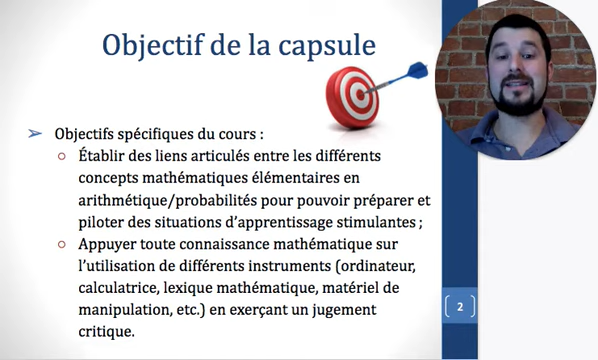 Objectif de la capsule
➢ Objectifs spécifiques du cours :
○ Établir des liens articulés entre les différents
concepts mathématiques élémentaires en
arithmétique/probabilités pour pouvoir préparer et
piloter des situations d'apprentissage stimulantes ;
○ Appuyer toute connaissance mathématique sur
l'utilisation de différents instruments (ordinateur,
calculatrice, lexique mathématique, matériel de
manipulation, etc.) en exerçant un jugement
critique.
2